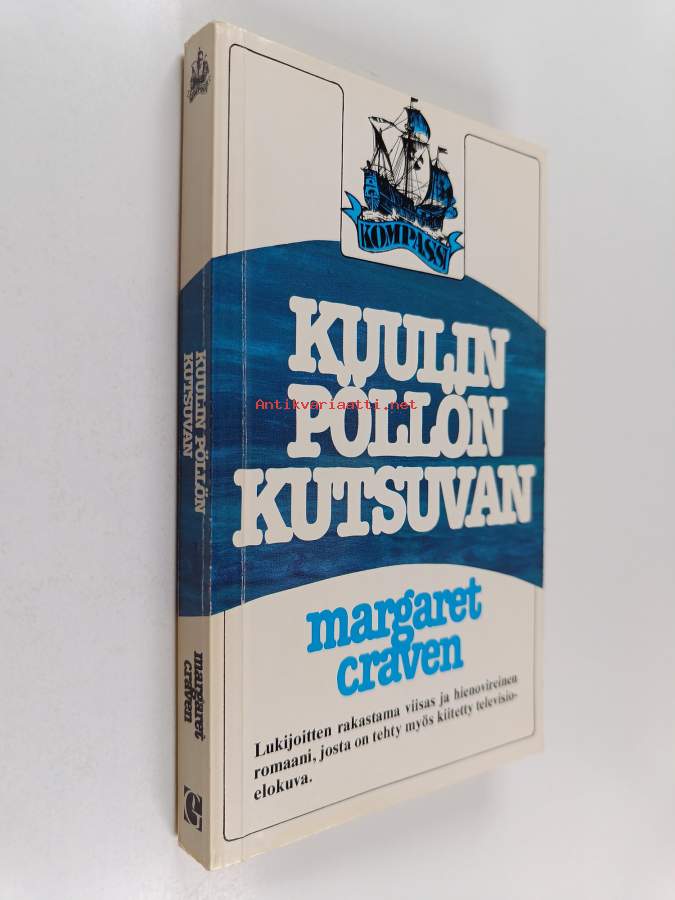 KOMPASSI
KUULIN
PÖLLÖN
KUTSUVAN
Antikvariaatti.net
margaret
craven
Lukijoitten rakastama viisas ja hienovireinen
romaani, josta on tehty myös kiitetty televisio-
elokuva.
KUULIN PÖLLÖN
KUTSUVAN
margaret
craven